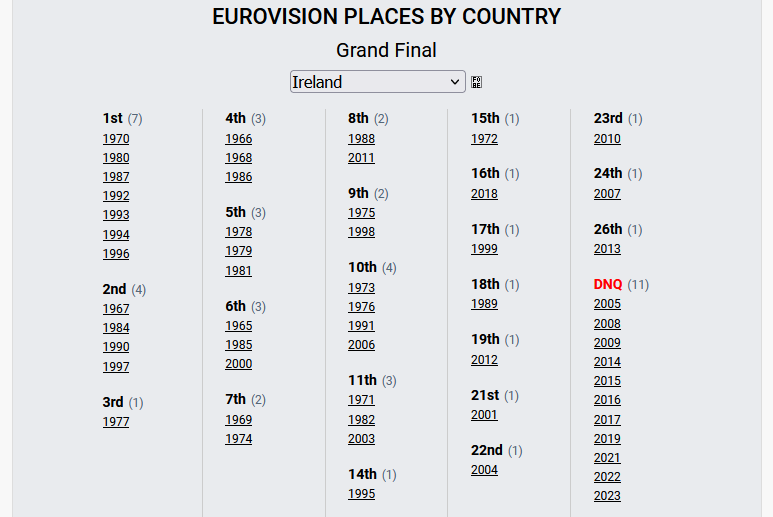 EUROVISION PLACES BY COUNTRY
Grand Final
Ireland
1st (7)
1970
1980
1987
1992
1993
1994
1996
2nd (4)
1967
1984
1990
1997
3rd (1)
1977
4th (3)
1966
1968
1986
5th (3)
1978
1979
1981
6th (3)
1965
1985
2000
7th (2)
1969
1974
8th (2)
1988
2011
9th (2)
1975
1998
10th (4)
1973
1976
1991
2006
11th (3)
1971
1982
2003
14th (1)
1995
15th (1)
1972
16th (1)
2018
17th (1)
1999
18th (1)
1989
19th (1)
2012
21st (1)
2001
22nd (1)
2004
23rd (1)
2010
24th (1)
2007
26th (1)
2013
DNQ (11)
2005
2008
2009
2014
2015
2016
2017
2019
2021
2022
2023